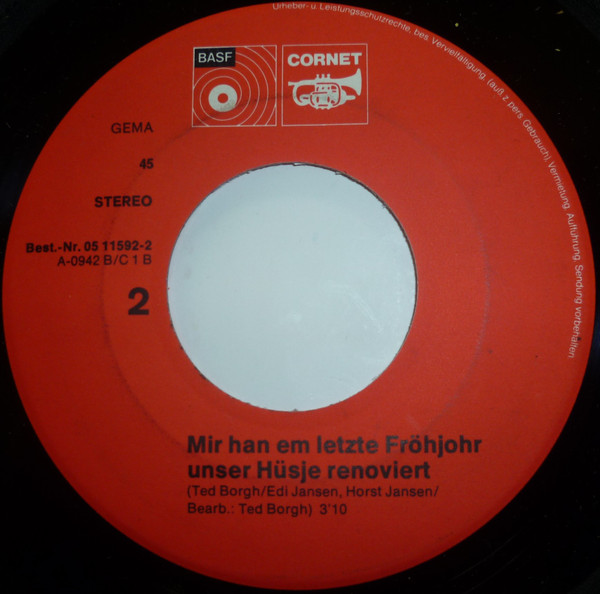 Urheber- u. Leistungsschutzrechte, bes. Vervielfältigung, (auß. z. pers. Gebrauch) Vermietung. Aufführung. Sendung vorbehalten.
BASF
CORNET
GEMA
45
STEREO
Best.-Nr. 05 11592-2
A-0942 B/C 1 B
2
Mir han em letzte Fröhjohr
unser Hüsje renoviert
(Ted Borgh/Edi Jansen, Horst Jansen/
Bearb.: Ted Borgh) 3'10